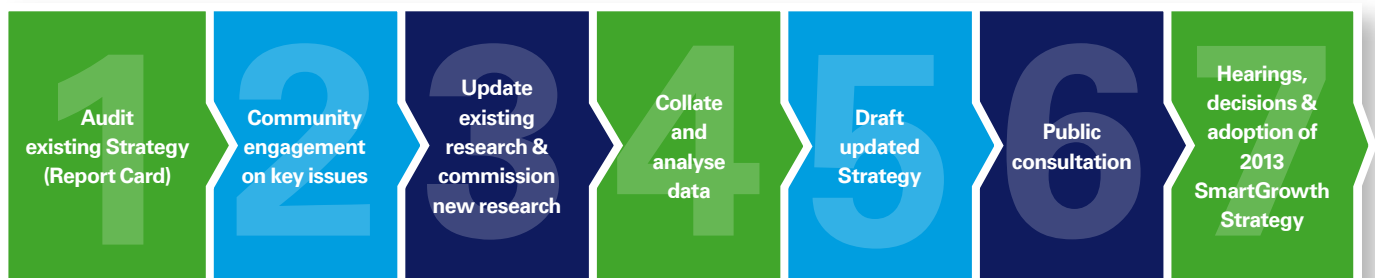 1
Audit
existing Strategy
(Report Card)
2
Community
engagement
on key issues
3
Update
existing
research &
commission
new research
4
Collate
and
analyse
data
5
Draft
updated
Strategy
6
Public
consultation
7
Hearings,
decisions &
adoption of
2013
SmartGrowth
Strategy